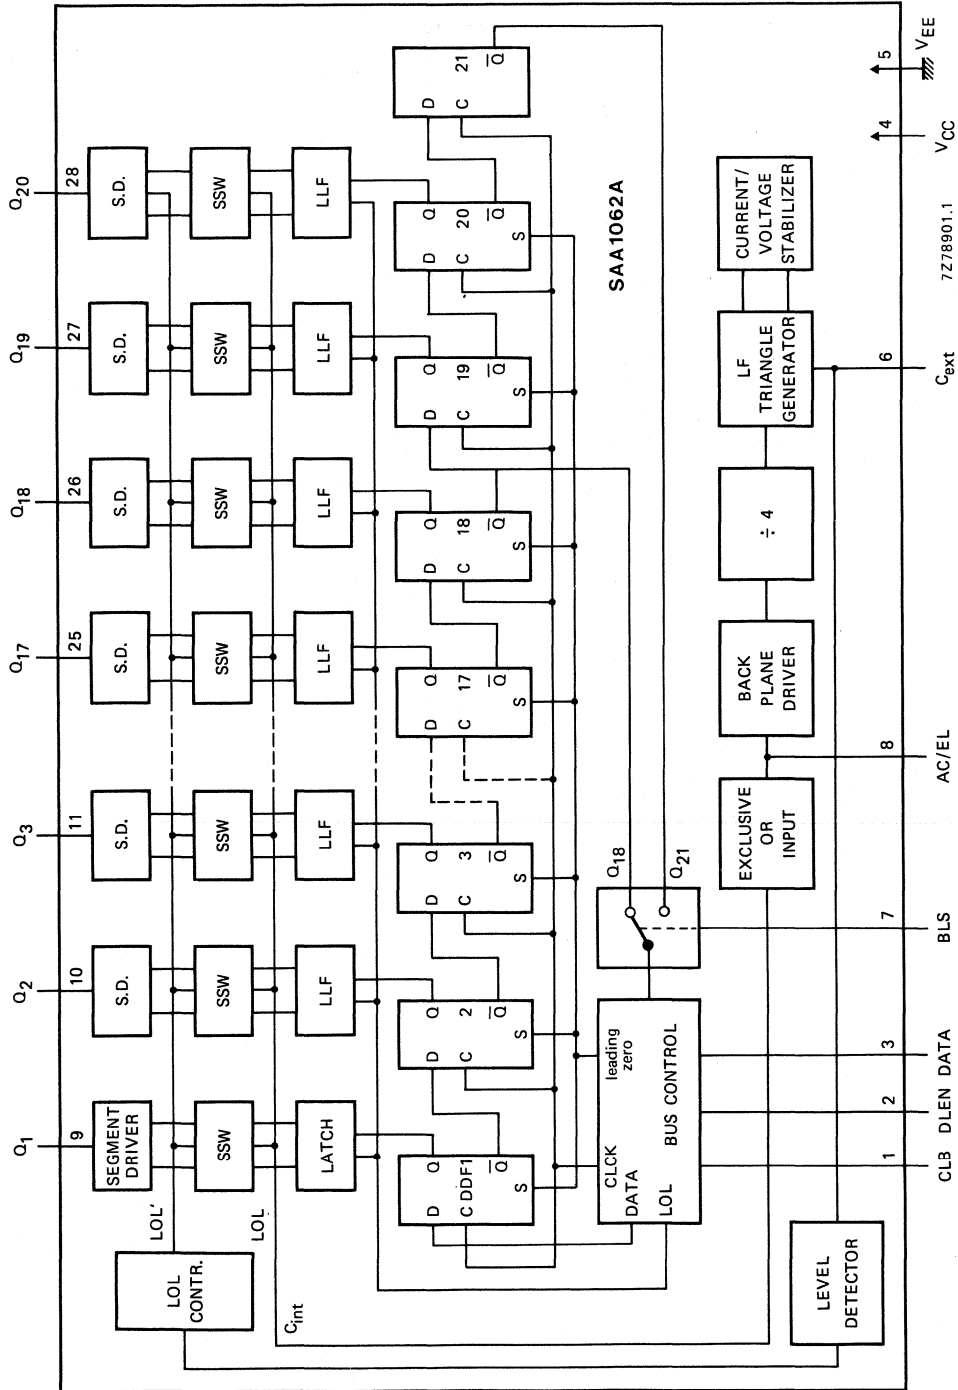 Q1
Q2
Q3
Q17
Q18
Q19
Q20
9
10
11
25
26
27
28
SEGMENT
DRIVER
S.D.
S.D.
S.D.
S.D.
S.D.
S.D.
LOL'
LOL CONTR.
SSW
SSW
SSW
SSW
SSW
SSW
SSW
LOL
Cint
LATCH
LLF
LLF
LLF
LLF
LLF
LLF
D Q
C DDF1
Q
S
D Q
C 2
Q
S
D Q
C 3
Q
S
D Q
C 17
Q
S
D Q
C 18
Q
S
D Q
C 19
Q
S
D Q
C 20
Q
S
D
C 21
Q
CLCK
DATA
LOL
leading
zero
BUS CONTROL
Q18
Q21
SAA1062A
LEVEL
DETECTOR
EXCLUSIVE
OR
INPUT
BACK
PLANE
DRIVER
÷ 4
LF
TRIANGLE
GENERATOR
CURRENT/
VOLTAGE
STABILIZER
1
2
3
7
8
6
4
5
CLB
DLEN
DATA
BLS
AC/EL
Cext
VCC
VEE
7Z78901.1